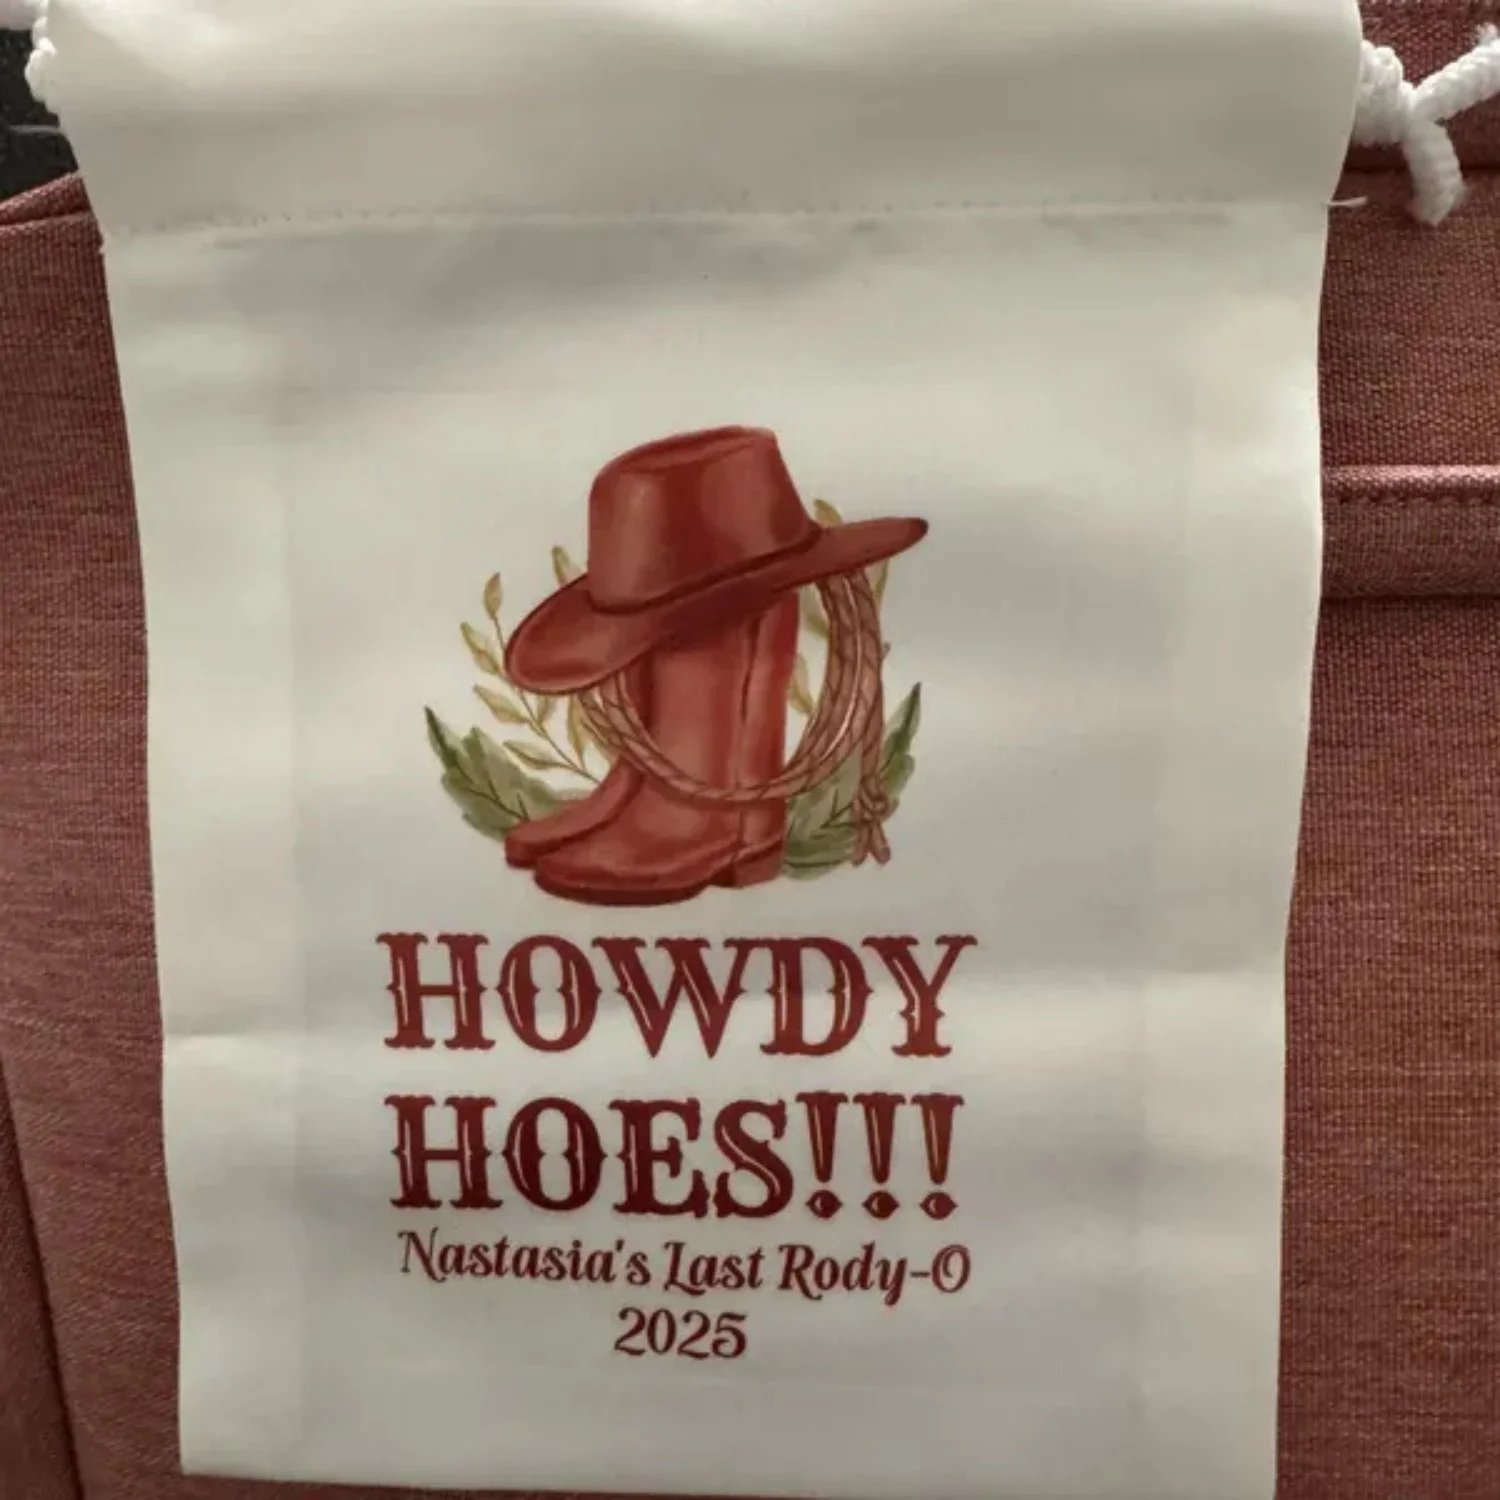 HOWDY
HOES!!!
Nastasia's Last Rody-O
2025